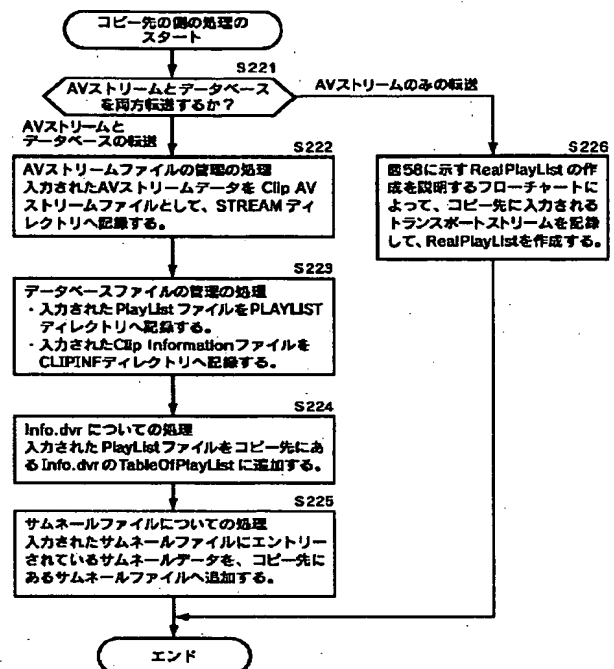 コピー先の側の処理の
スタート
S221
AVストリームとデータベース
を両方転送するか？
AVストリームのみの転送
AVストリームと
データベースの転送
S222
AVストリームファイルの管理の処理
入力されたAVストリームデータを Clip AV
ストリームファイルとして、STREAM ディ
レクトリへ記録する。
S226
図58に示す RealPlayList の作
成を説明するフローチャートに
よって、コピー先に入力される
トランスポートストリームを記録
して、RealPlayListを作成する。
S223
データベースファイルの管理の処理
・入力された PlayList ファイルをPLAYLIST
ディレクトリへ記録する。
・入力されたClip Informationファイルを
CLIPINFディレクトリへ記録する。
S224
Info.dvr についての処理
入力された PlayListファイルをコピー先にあ
る Info.dvr のTableOfPlayList に追加する。
S225
サムネールファイルについての処理
入力されたサムネールファイルにエントリー
されているサムネールデータを、コピー先に
あるサムネールファイルへ追加する。
エンド